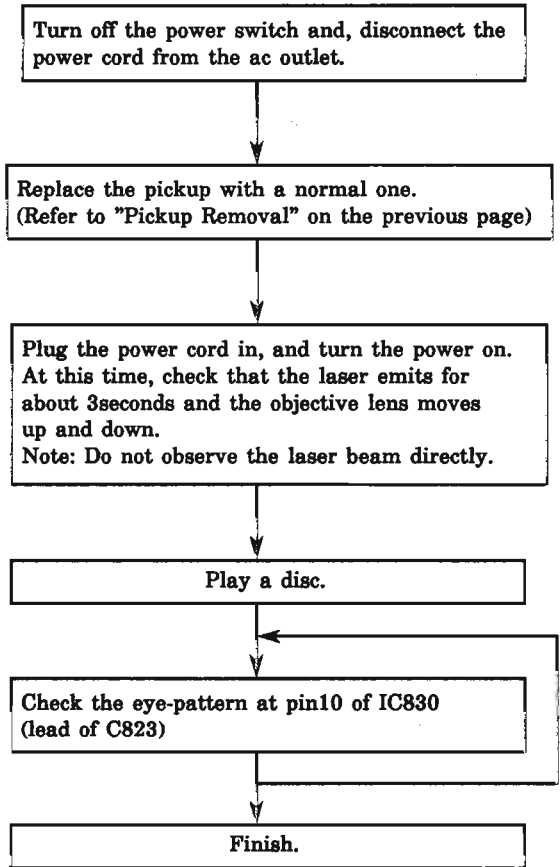 Turn off the power switch and, disconnect the
power cord from the ac outlet.
Replace the pickup with a normal one.
(Refer to "Pickup Removal" on the previous page)
Plug the power cord in, and turn the power on.
At this time, check that the laser emits for
about 3seconds and the objective lens moves
up and down.
Note: Do not observe the laser beam directly.
Play a disc.
Check the eye-pattern at pin10 of IC830
(lead of C823)
Finish.